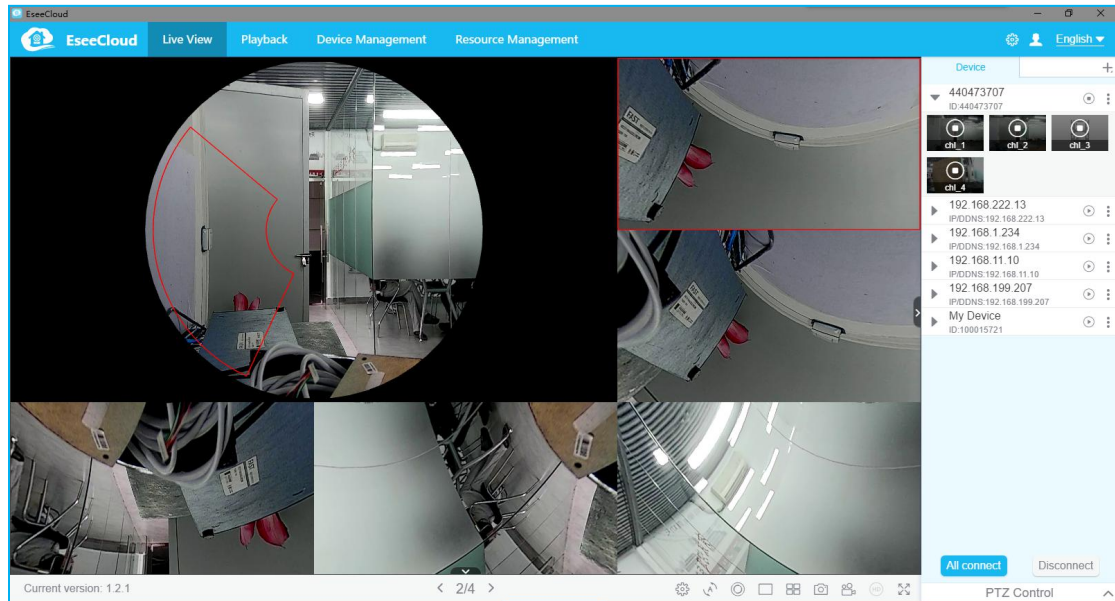 EseeCloud
EseeCloud Live View Playback Device Management Resource Management English
Device
440473707
ID:440473707
chl_1 chl_2 chl_3
chl_4
192.168.222.13
IP/DDNS:192.168.222.13
192.168.1.234
IP/DDNS:192.168.1.234
192.168.11.10
IP/DDNS:192.168.11.10
192.168.199.207
IP/DDNS:192.168.199.207
My Device
ID:100015721
FAST
FAST
All connect Disconnect
Current version: 1.2.1 2/4 PTZ Control